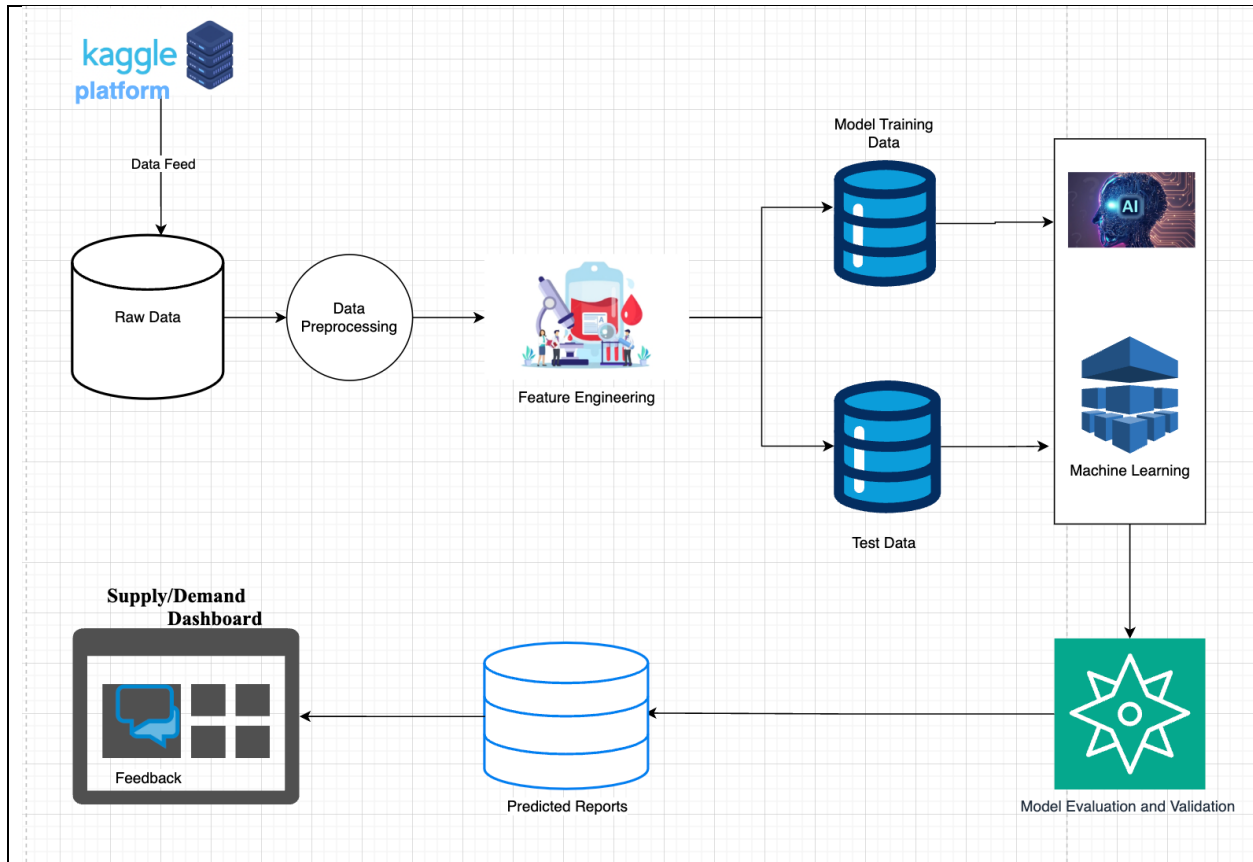 kaggle
platform
Data Feed
Raw Data
Data
Preprocessing
Feature Engineering
Model Training
Data
AI
Machine Learning
Test Data
Supply/Demand
Dashboard
Feedback
Predicted Reports
Model Evaluation and Validation